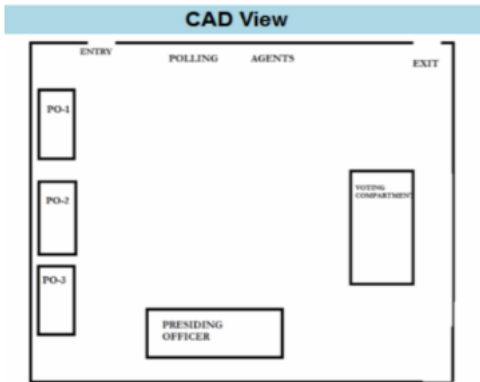 CAD View
ENTRY
POLLING AGENTS
EXIT
PO-1
PO-2
VOTING
COMPARTMENT
PO-3
PRESIDING
OFFICER